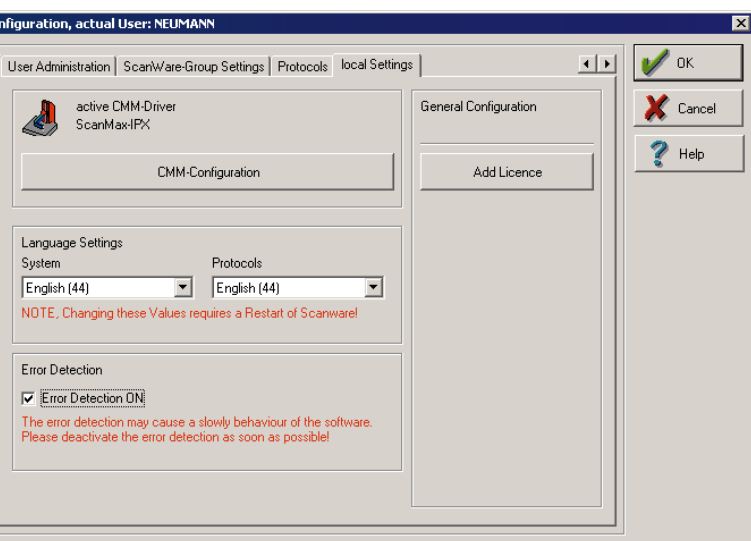 nfiguration, actual User: NEUMANN
User Administration
ScanWare-Group Settings
Protocols
local Settings
active CMM-Driver
ScanMax-IPX
CMM-Configuration
General Configuration
Add Licence
OK
Cancel
Help
Language Settings
System
Protocols
English (44)
English (44)
NOTE, Changing these Values requires a Restart of Scanware!
Error Detection
Error Detection ON
The error detection may cause a slowly behaviour of the software.
Please deactivate the error detection as soon as possible!